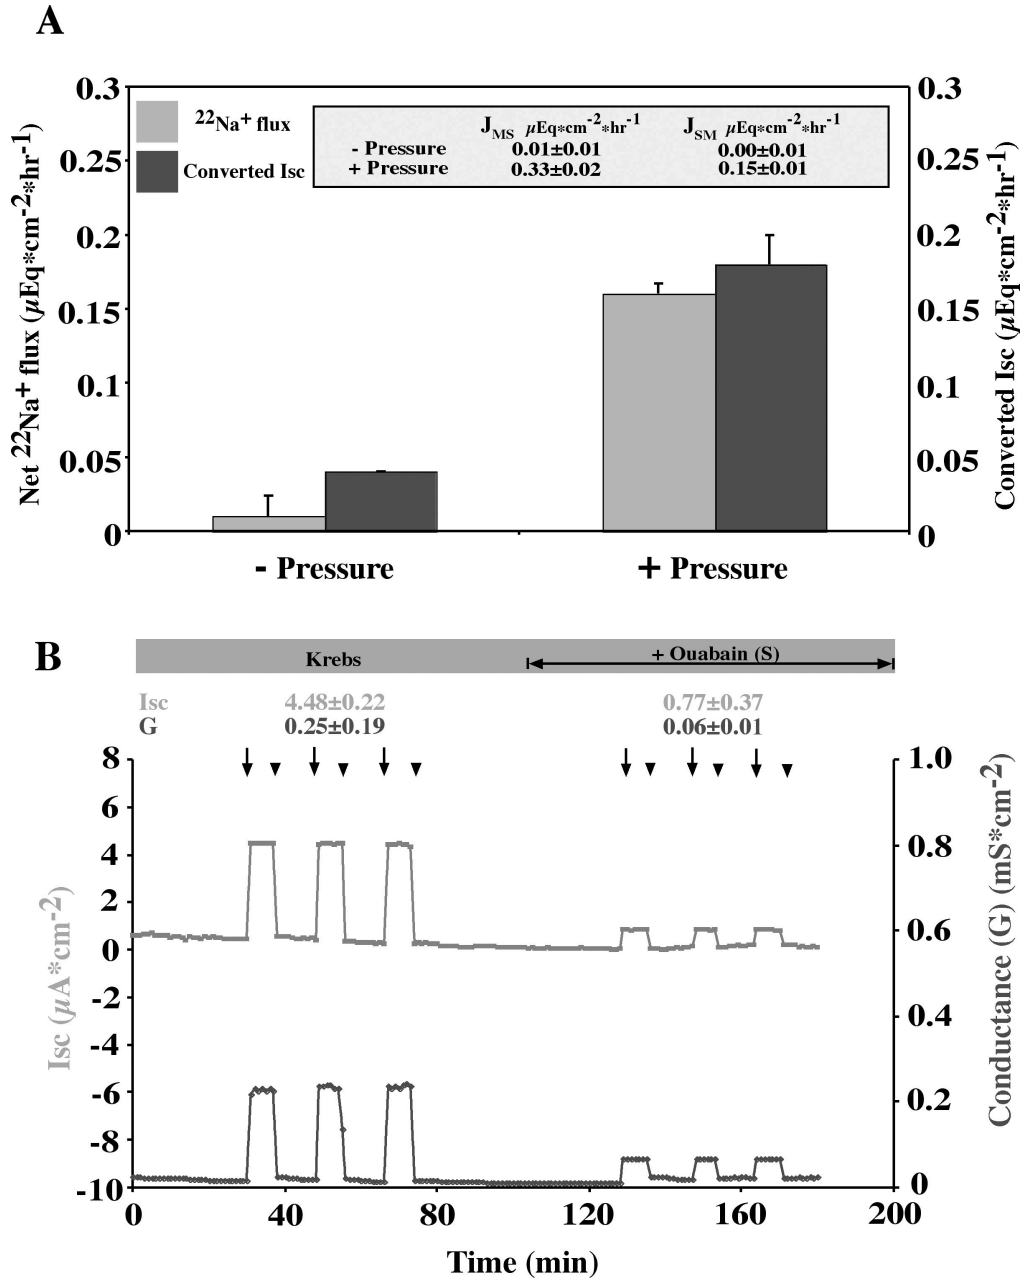 A
0.3
0.25
0.2
0.15
0.1
0.05
0
Net ²²Na⁺ flux (µEq*cm⁻²*hr⁻¹)
²²Na⁺ flux
Converted Isc
J_MS µEq*cm⁻²*hr⁻¹ J_SM µEq*cm⁻²*hr⁻¹
- Pressure 0.01±0.01 0.00±0.01
+ Pressure 0.33±0.02 0.15±0.01
0.3
0.25
0.2
0.15
0.1
0.05
0
Converted Isc (µEq*cm⁻²*hr⁻¹)
- Pressure + Pressure
B
Krebs + Ouabain (S)
Isc 4.48±0.22 0.77±0.37
G 0.25±0.19 0.06±0.01
8
6
4
2
0
-2
-4
-6
-8
-10
Isc (µA*cm⁻²)
1.0
0.8
0.6
0.4
0.2
0
Conductance (G) (mS*cm⁻²)
0 40 80 120 160 200
Time (min)